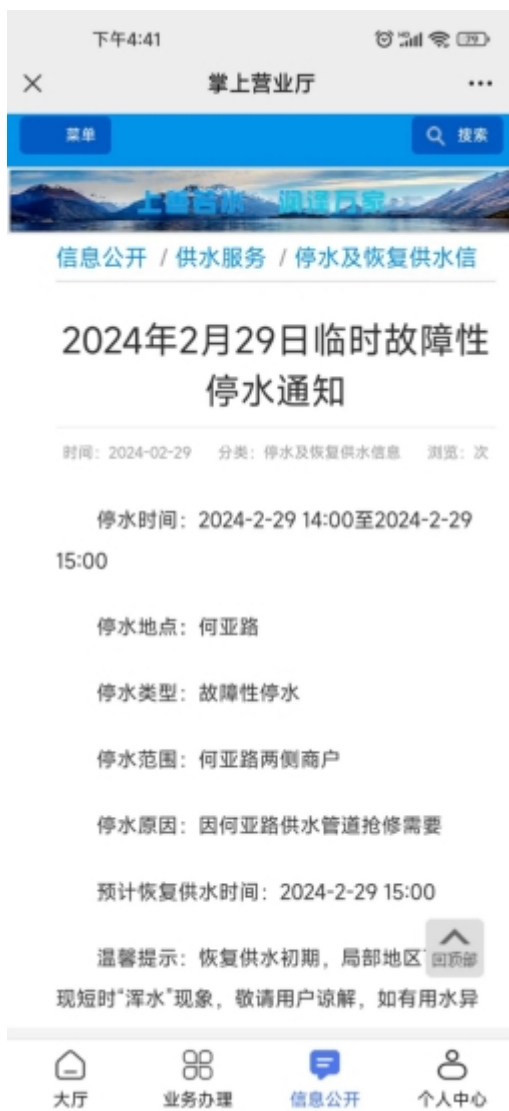 下午4:41
79
掌上营业厅
菜单
搜索
上善若水 润泽万家
信息公开 / 供水服务 / 停水及恢复供水信
2024年2月29日临时故障性
停水通知
时间: 2024-02-29 分类: 停水及恢复供水信息 浏览: 次
停水时间: 2024-2-29 14:00至2024-2-29
15:00
停水地点: 何亚路
停水类型: 故障性停水
停水范围: 何亚路两侧商户
停水原因: 因何亚路供水管道抢修需要
预计恢复供水时间: 2024-2-29 15:00
温馨提示: 恢复供水初期, 局部地区
回顶部
现短时“浑水”现象, 敬请用户谅解, 如有用水异
大厅 业务办理 信息公开 个人中心